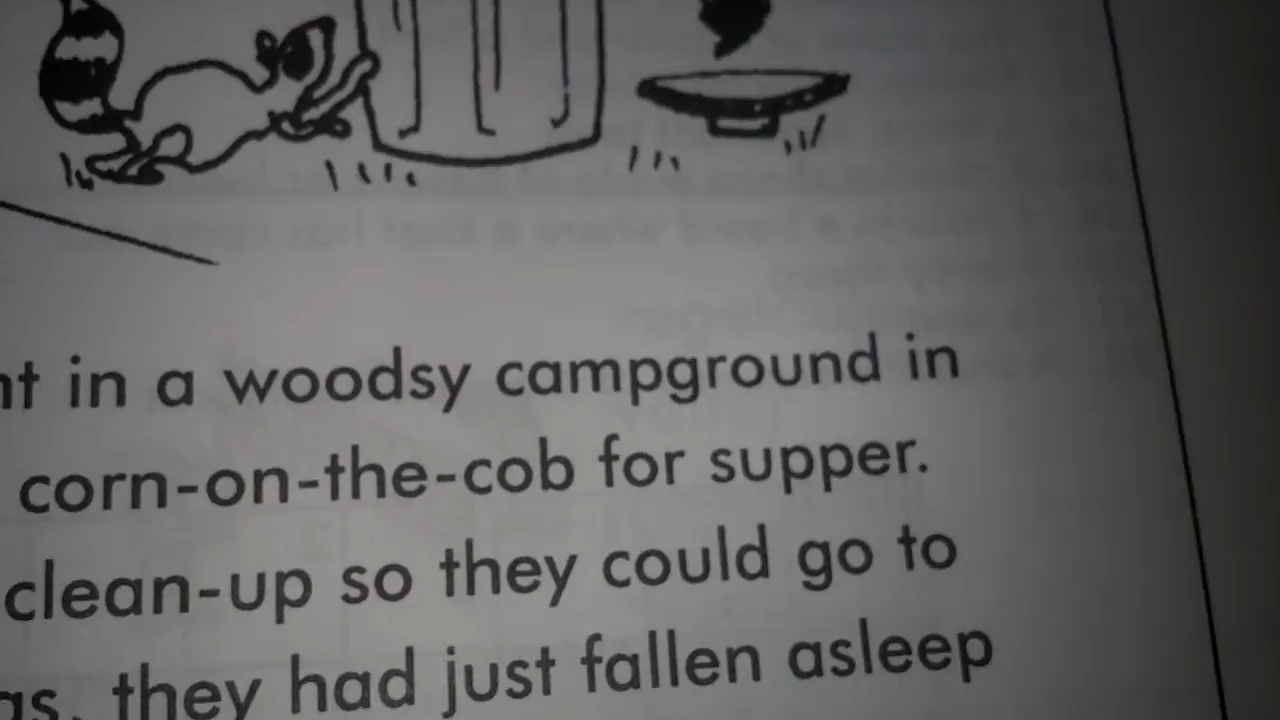 in a woodsy campground in
corn-on-the-cob for supper.
clean-up so they could go to
they had just fallen asleep